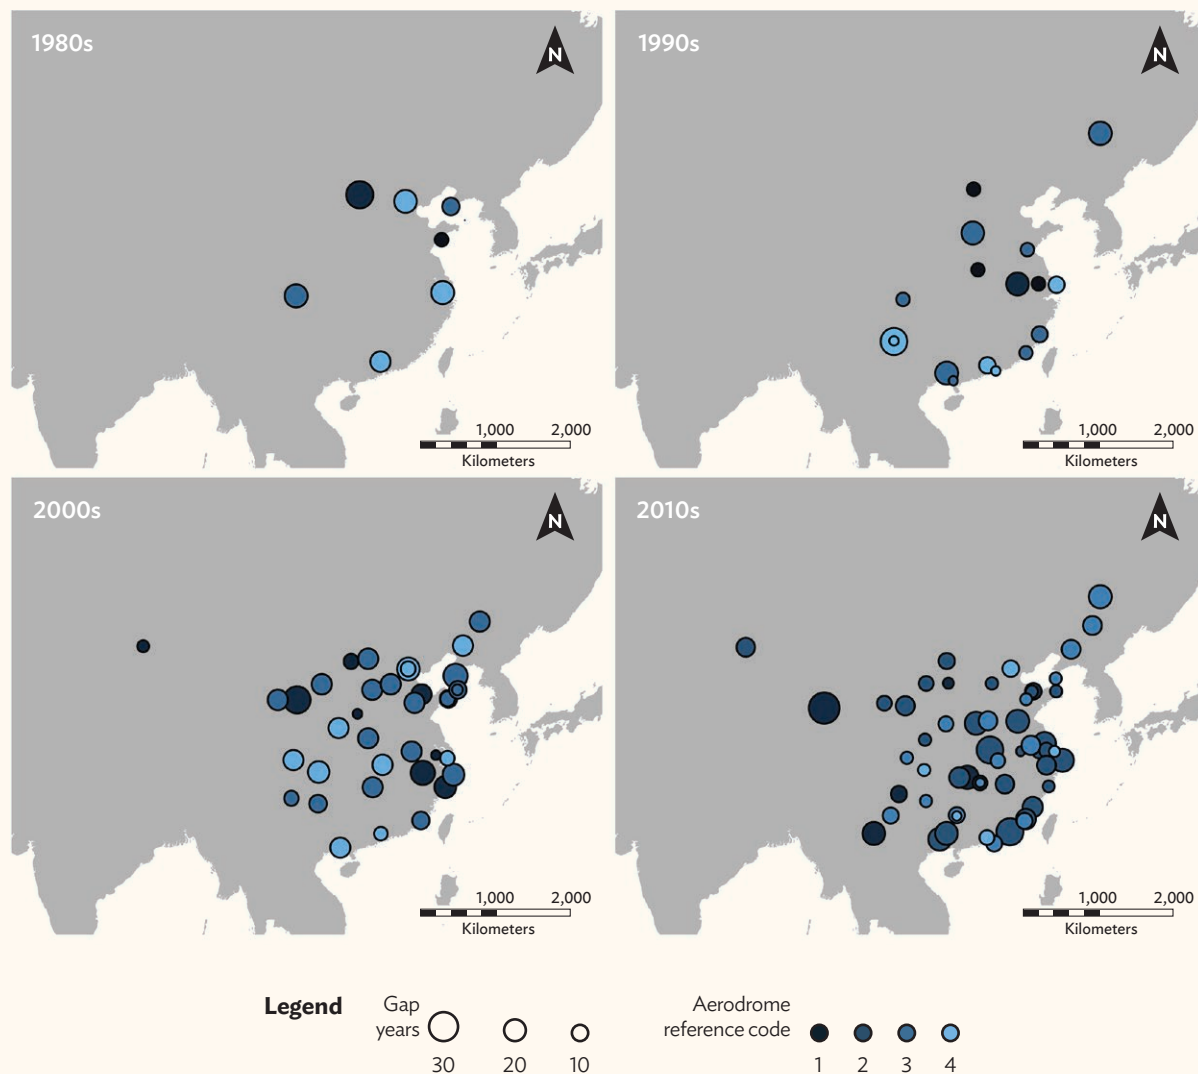 1980s
N
1,000 2,000
Kilometers
1990s
N
1,000 2,000
Kilometers
2000s
N
1,000 2,000
Kilometers
2010s
N
1,000 2,000
Kilometers
Legend
Gap
years
30 20 10
Aerodrome
reference code
1 2 3 4